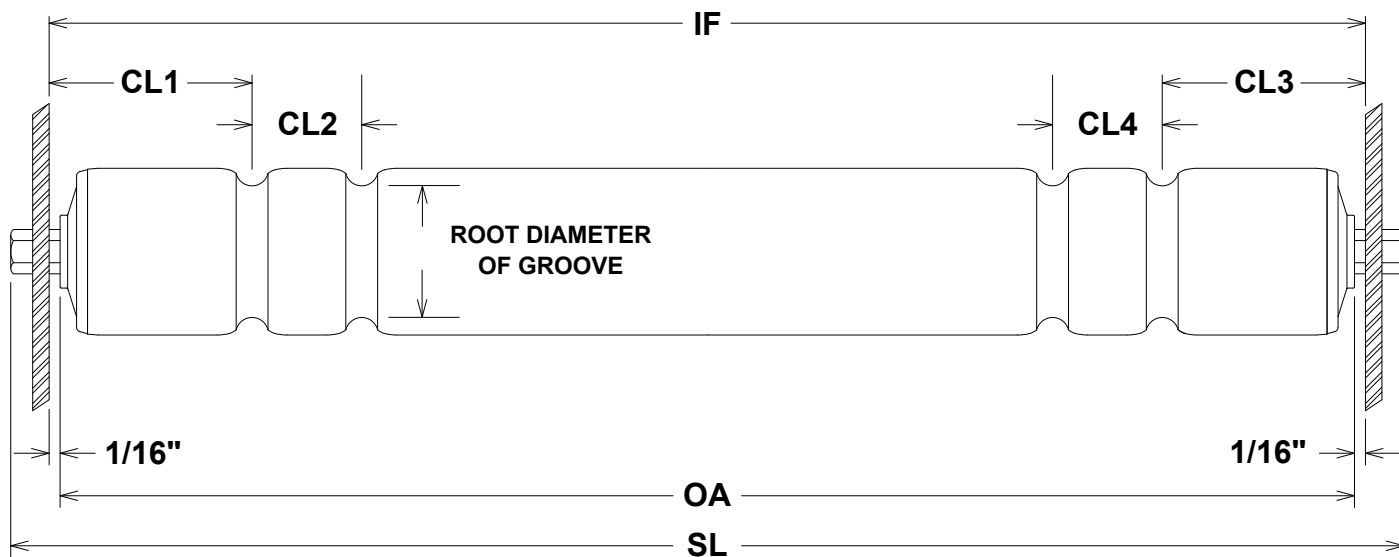 IF
CL1
CL3
CL2
CL4
ROOT DIAMETER
OF GROOVE
1/16"
1/16"
OA
SL